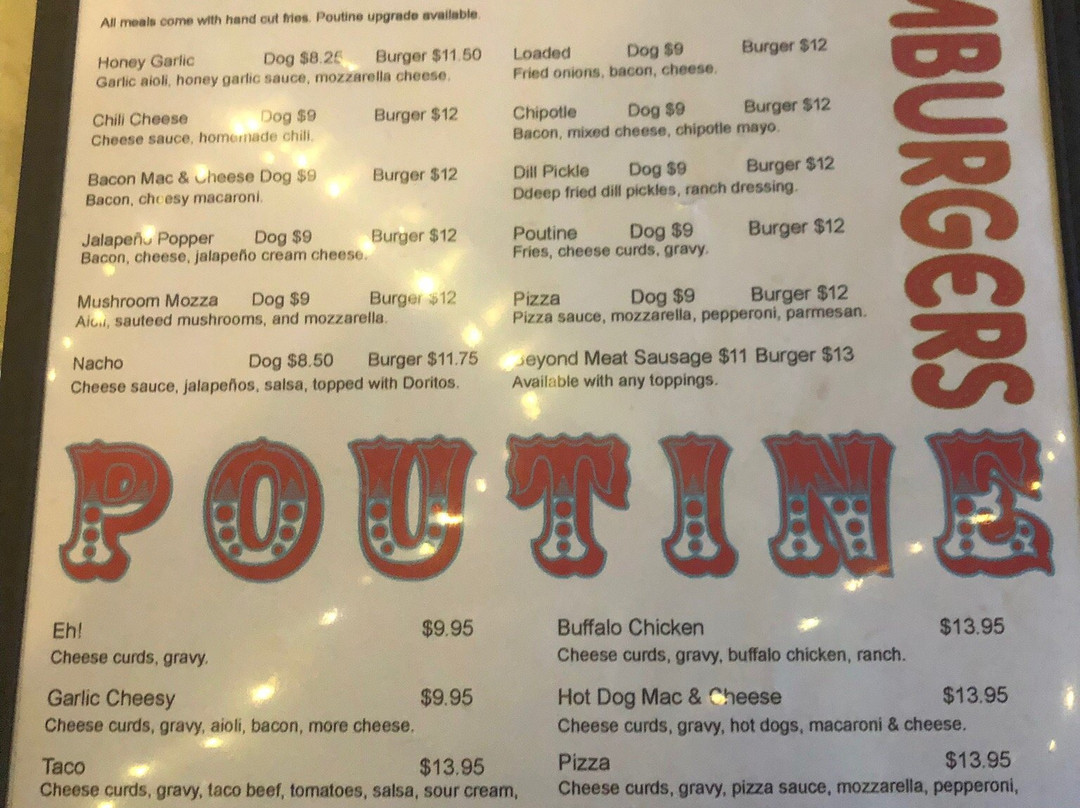 All meals come with hand cut fries. Poutine upgrade available.
Honey Garlic Dog $8.25 Burger $11.50
Garlic aioli, honey garlic sauce, mozzarella cheese.
Chili Cheese Dog $9 Burger $12
Cheese sauce, homemade chili.
Bacon Mac & Cheese Dog $9 Burger $12
Bacon, cheesy macaroni.
Jalapeño Popper Dog $9 Burger $12
Bacon, cheese, jalapeño cream cheese.
Mushroom Mozza Dog $9 Burger $12
Aioli, sauteed mushrooms, and mozzarella.
Nacho Dog $8.50 Burger $11.75
Cheese sauce, jalapeños, salsa, topped with Doritos.
Loaded Dog $9 Burger $12
Fried onions, bacon, cheese.
Chipotle Dog $9 Burger $12
Bacon, mixed cheese, chipotle mayo.
Dill Pickle Dog $9 Burger $12
Ddeep fried dill pickles, ranch dressing.
Poutine Dog $9 Burger $12
Fries, cheese curds, gravy.
Pizza Dog $9 Burger $12
Pizza sauce, mozzarella, pepperoni, parmesan.
Beyond Meat Sausage $11 Burger $13
Available with any toppings.
MBURGERS
POUTINE
Eh! $9.95
Cheese curds, gravy.
Garlic Cheesy $9.95
Cheese curds, gravy, aioli, bacon, more cheese.
Taco $13.95
Cheese curds, gravy, taco beef, tomatoes, salsa, sour cream,
Buffalo Chicken $13.95
Cheese curds, gravy, buffalo chicken, ranch.
Hot Dog Mac & Cheese $13.95
Cheese curds, gravy, hot dogs, macaroni & cheese.
Pizza $13.95
Cheese curds, gravy, pizza sauce, mozzarella, pepperoni,